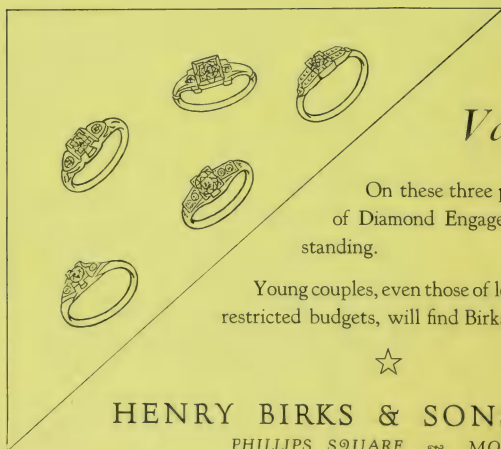 Va
On these three
of Diamond Engage
standing.
Young couples, even those of
restricted budgets, will find Birk
HENRY BIRKS & SONS
PHILLIPS SQUARE MO